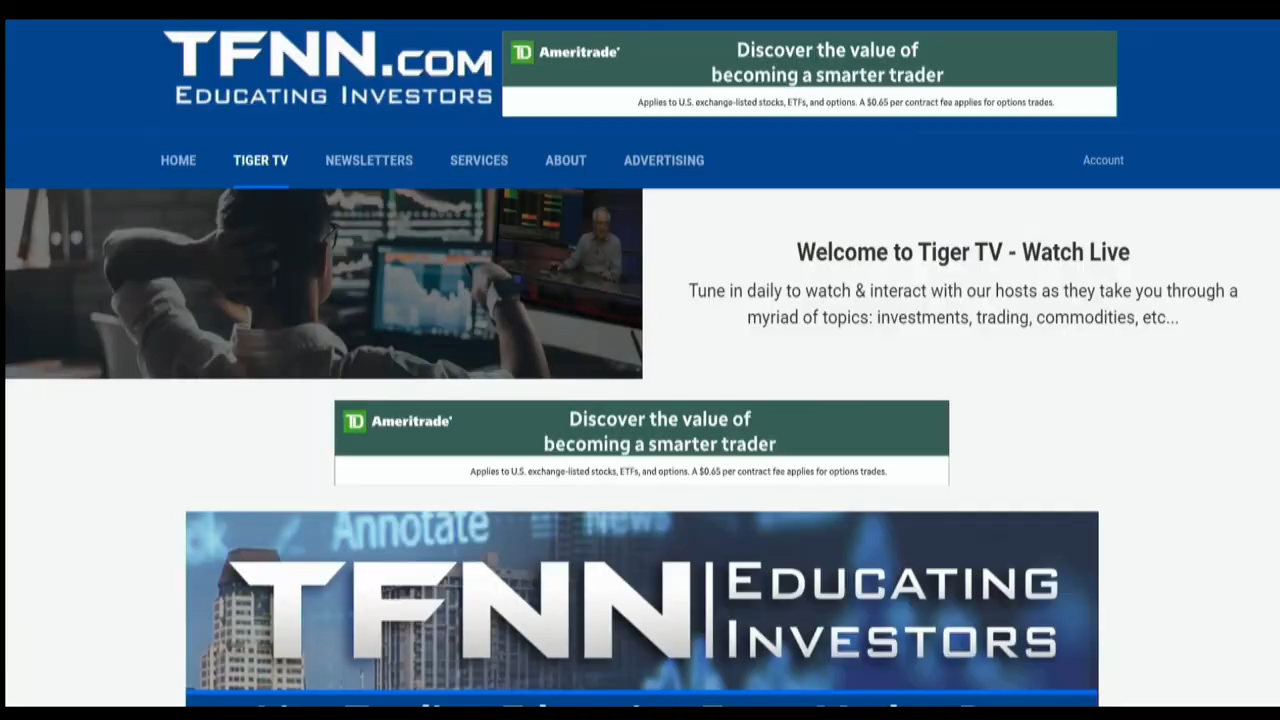 TFNN.COM
EDUCATING INVESTORS
TD Ameritrade
Discover the value of
becoming a smarter trader
Applies to U.S. exchange-listed stocks, ETFs, and options. A $0.65 per contract fee applies for options trades.
HOME TIGER TV NEWSLETTERS SERVICES ABOUT ADVERTISING Account
Welcome to Tiger TV - Watch Live
Tune in daily to watch & interact with our hosts as they take you through a
myriad of topics: investments, trading, commodities, etc...
TD Ameritrade
Discover the value of
becoming a smarter trader
Applies to U.S. exchange-listed stocks, ETFs, and options. A $0.65 per contract fee applies for options trades.
Annotate News
TFNN EDUCATING
INVESTORS